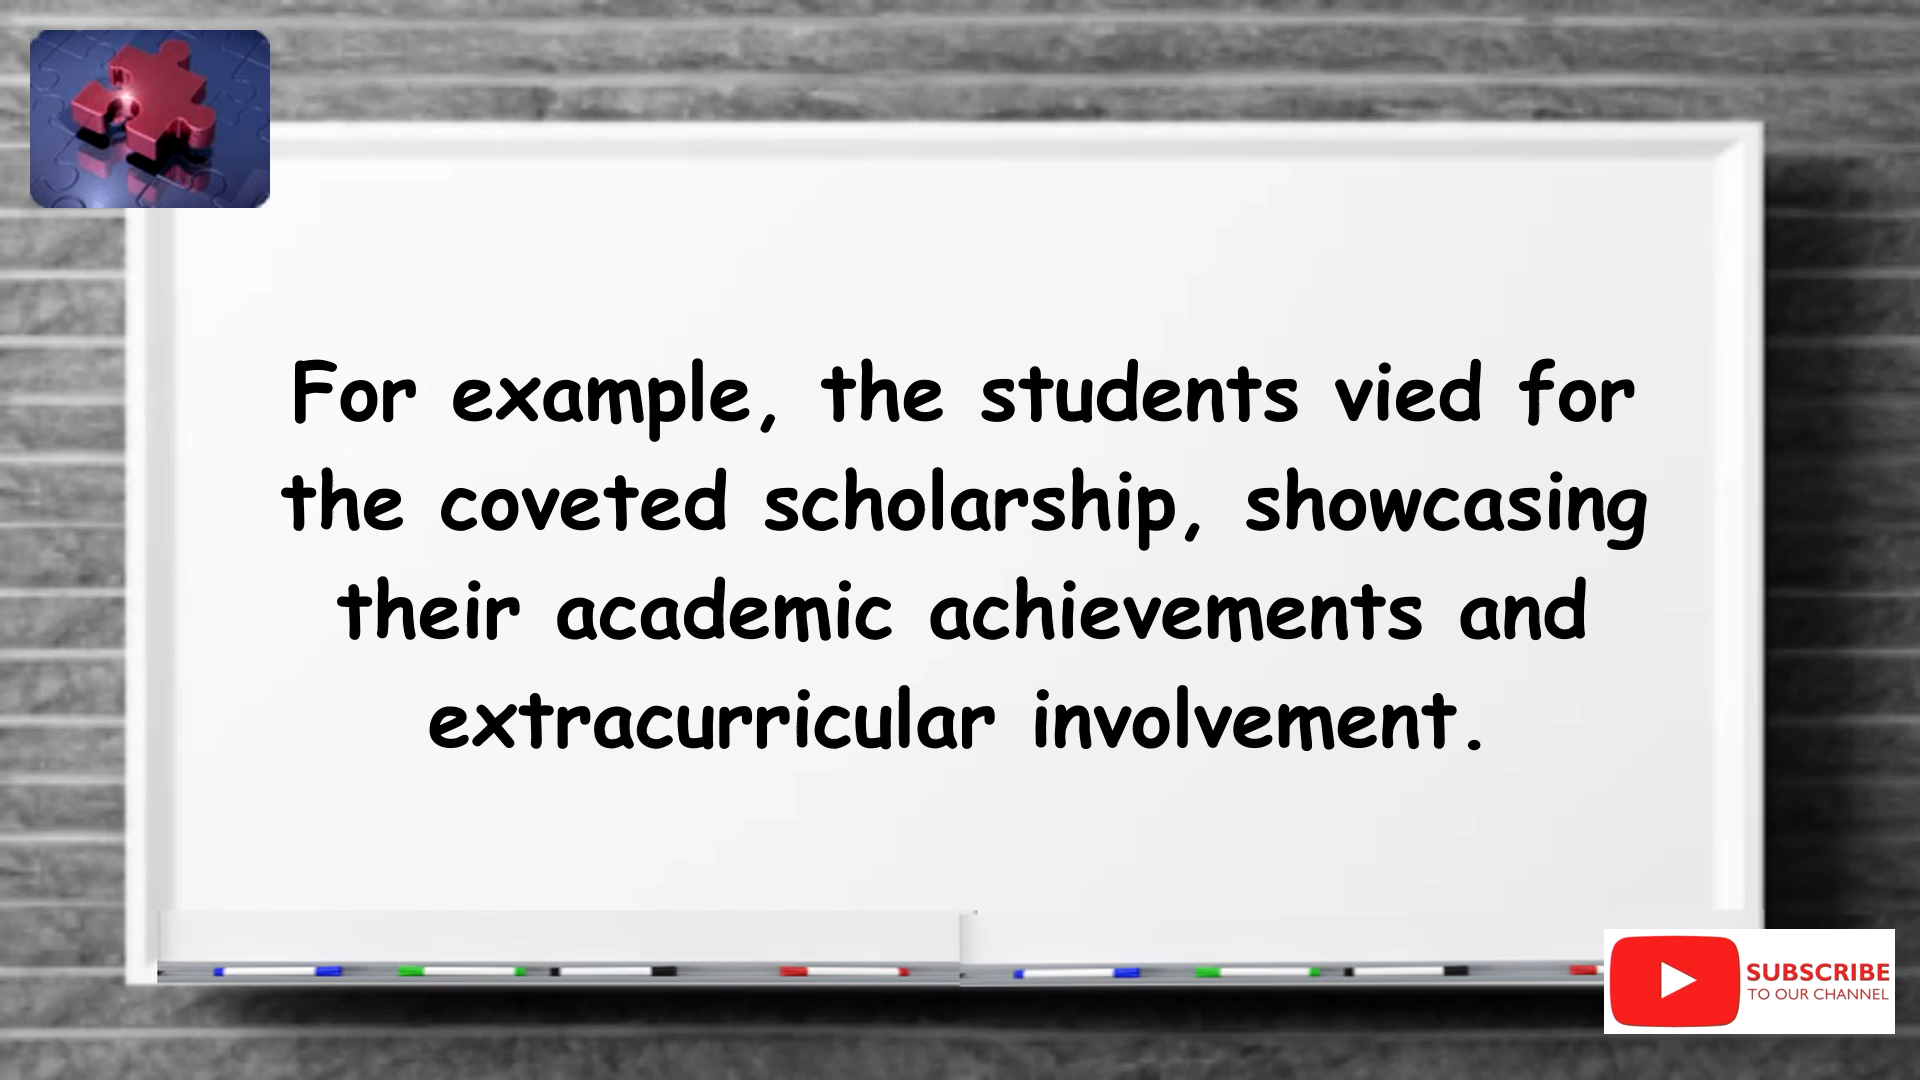 For example, the students vied for
the coveted scholarship, showcasing
their academic achievements and
extracurricular involvement.
SUBSCRIBE
TO OUR CHANNEL